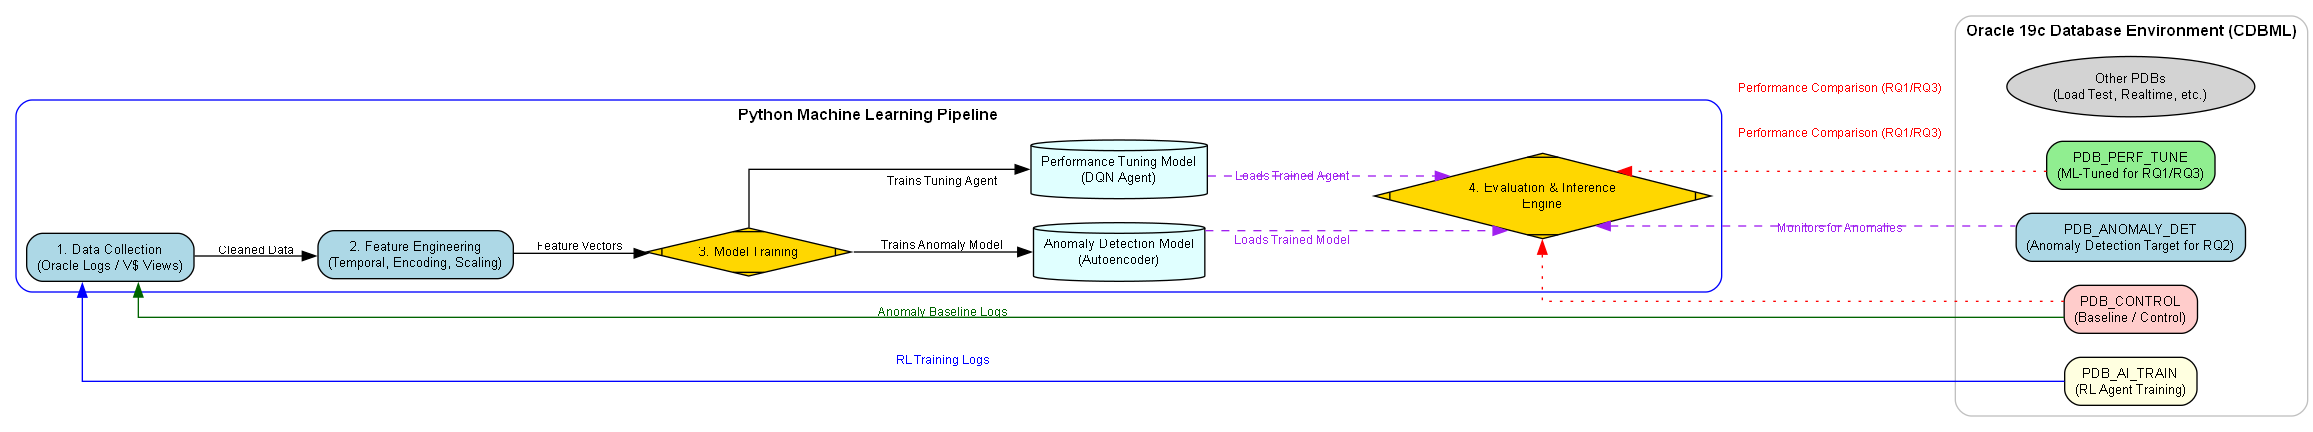 Oracle 19c Database Environment (CDBML)
Other PDBs
(Load Test, Realtime, etc.)
Performance Comparison (RQ1/RQ3)
Python Machine Learning Pipeline
Performance Comparison (RQ1/RQ3)
Performance Tuning Model
(DQN Agent)
PDB_PERF_TUNE
(ML-Tuned for RQ1/RQ3)
Trains Tuning Agent
Loads Trained Agent
4. Evaluation & Inference
Engine
1. Data Collection
(Oracle Logs / V$ Views)
Cleaned Data
2. Feature Engineering
(Temporal, Encoding, Scaling)
Feature Vectors
3. Model Training
Trains Anomaly Model
Anomaly Detection Model
(Autoencoder)
Loads Trained Model
Monitors for Anomalies
PDB_ANOMALY_DET
(Anomaly Detection Target for RQ2)
PDB_CONTROL
(Baseline / Control)
Anomaly Baseline Logs
RL Training Logs
PDB_AI_TRAIN
(RL Agent Training)